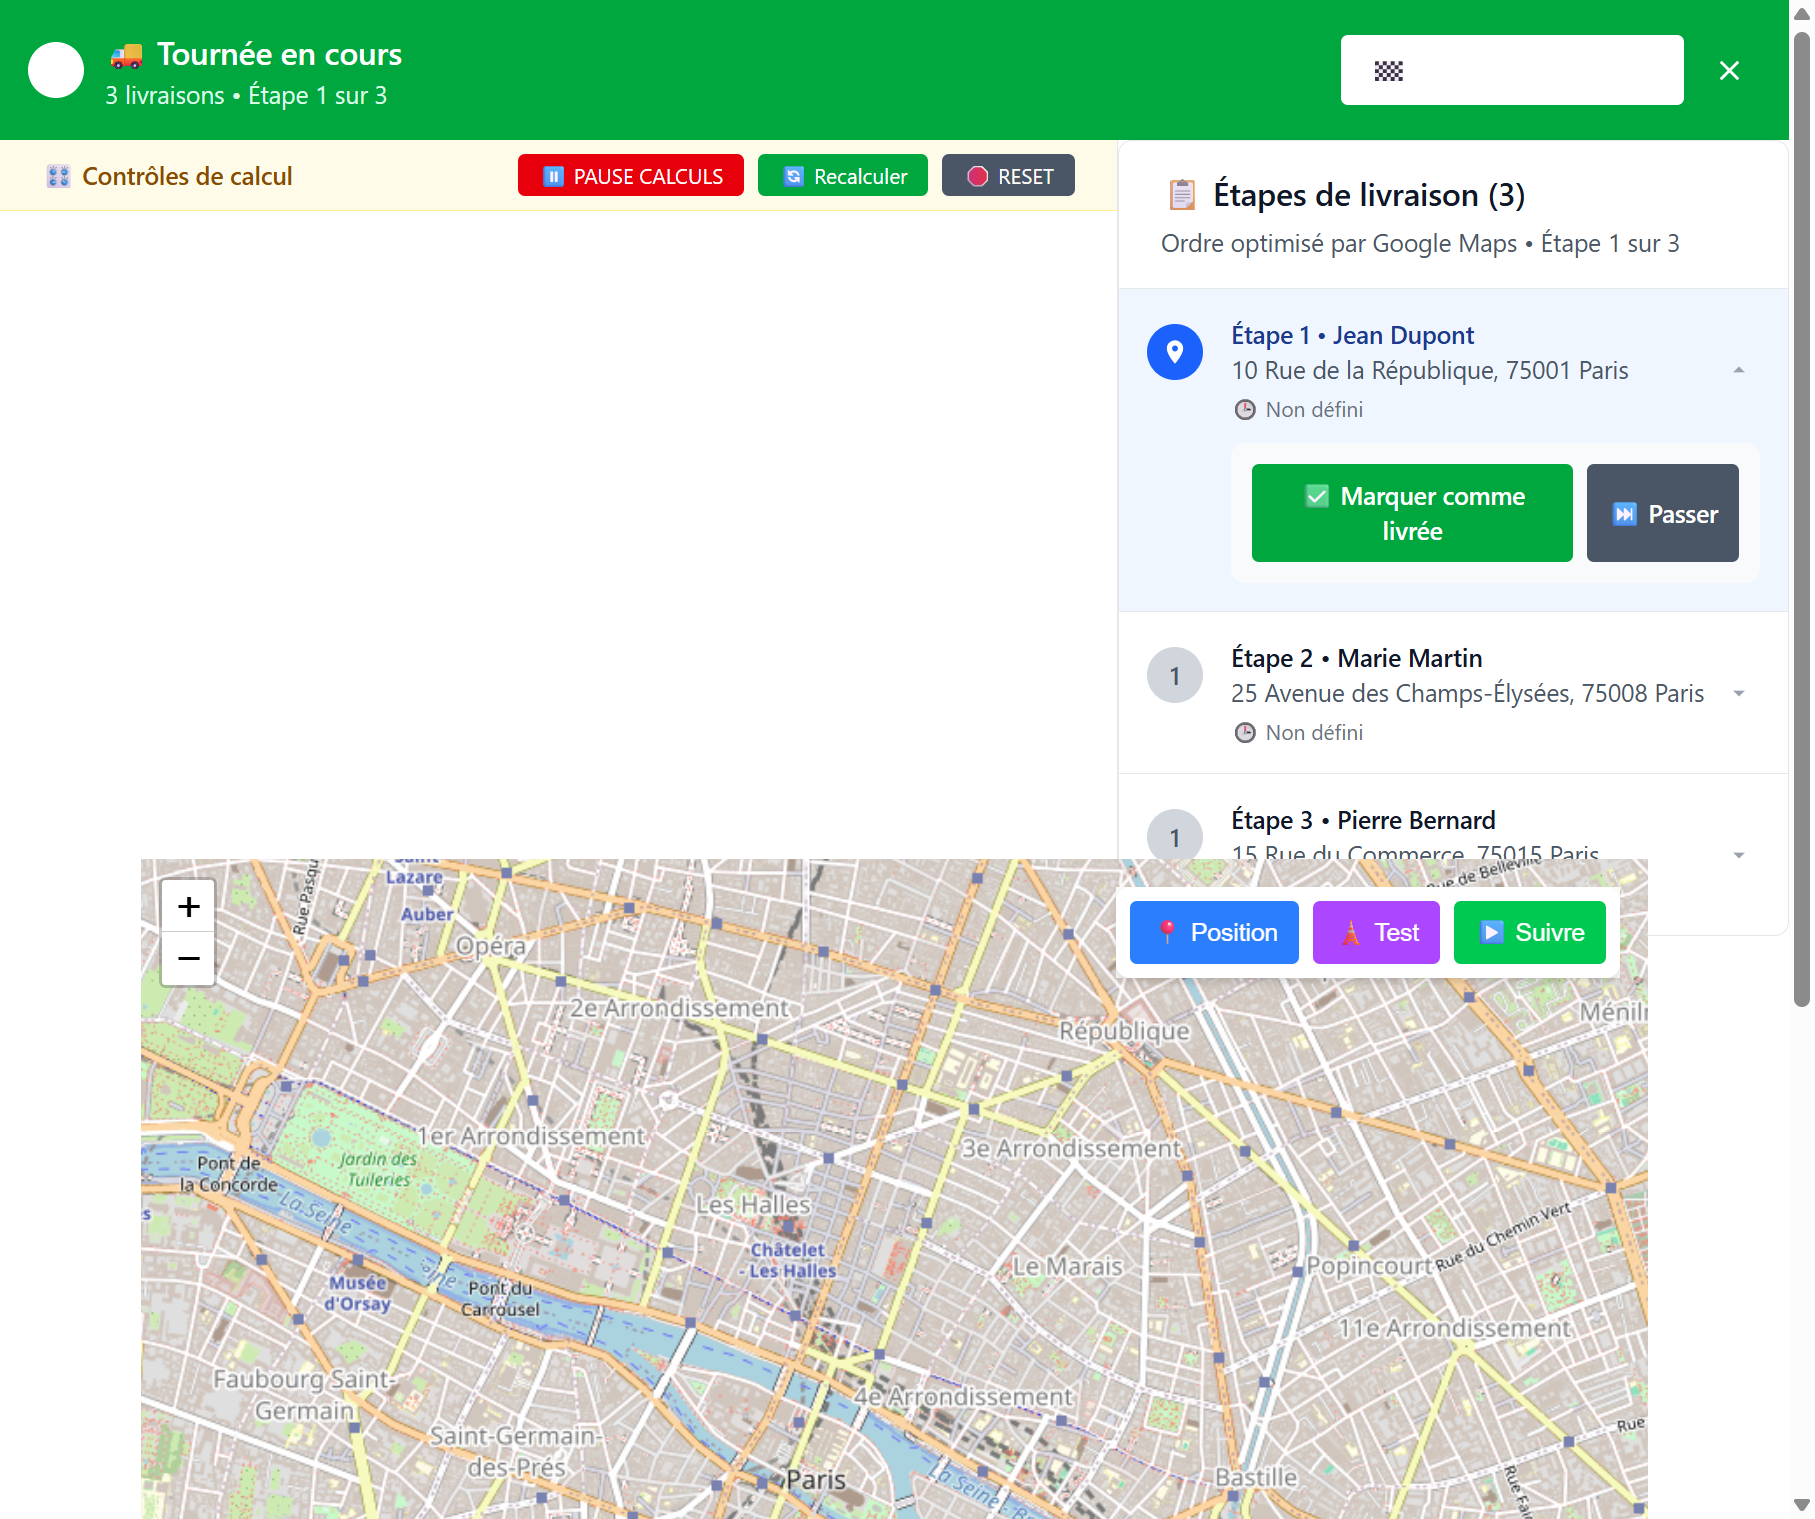 Tournée en cours
3 livraisons • Étape 1 sur 3
Contrôles de calcul
PAUSE CALCULS
Recalculer
RESET
Étapes de livraison (3)
Ordre optimisé par Google Maps • Étape 1 sur 3
Étape 1 • Jean Dupont
10 Rue de la République, 75001 Paris
Non défini
Marquer comme
livrée
Passer
1
Étape 2 • Marie Martin
25 Avenue des Champs-Élysées, 75008 Paris
Non défini
1
Étape 3 • Pierre Bernard
15 Rue du Commerce, 75015 Paris
+
−
Position
Test
Suivre
Saint-
Lazare
Rue Pasqu
Auber
Opéra
Rue de Belleville
2e Arrondissement
République
Ménilm
1er Arrondissement
3e Arrondissement
Jardin des
Tuileries
Pont de
la Concorde
La Seine
Les Halles
Châtelet
- Les Halles
Le Marais
Popincourt
Rue du Chemin Vert
Musée
d'Orsay
Pont du
Carrousel
11e Arrondissement
Faubourg Saint-
Germain
4e Arrondissement
Saint-Germain-
des-Prés
Paris
La Seine - Br
Bastille
Rue
Rue Fai